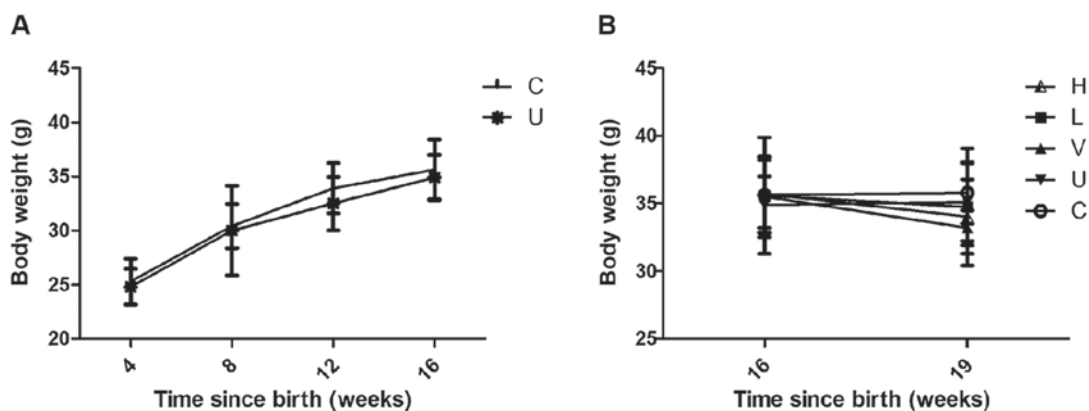 A
Body weight (g)
45
40
35
30
25
20
4
8
12
16
Time since birth (weeks)
C
U
B
Body weight (g)
45
40
35
30
25
16
19
Time since birth (weeks)
H
L
V
U
C